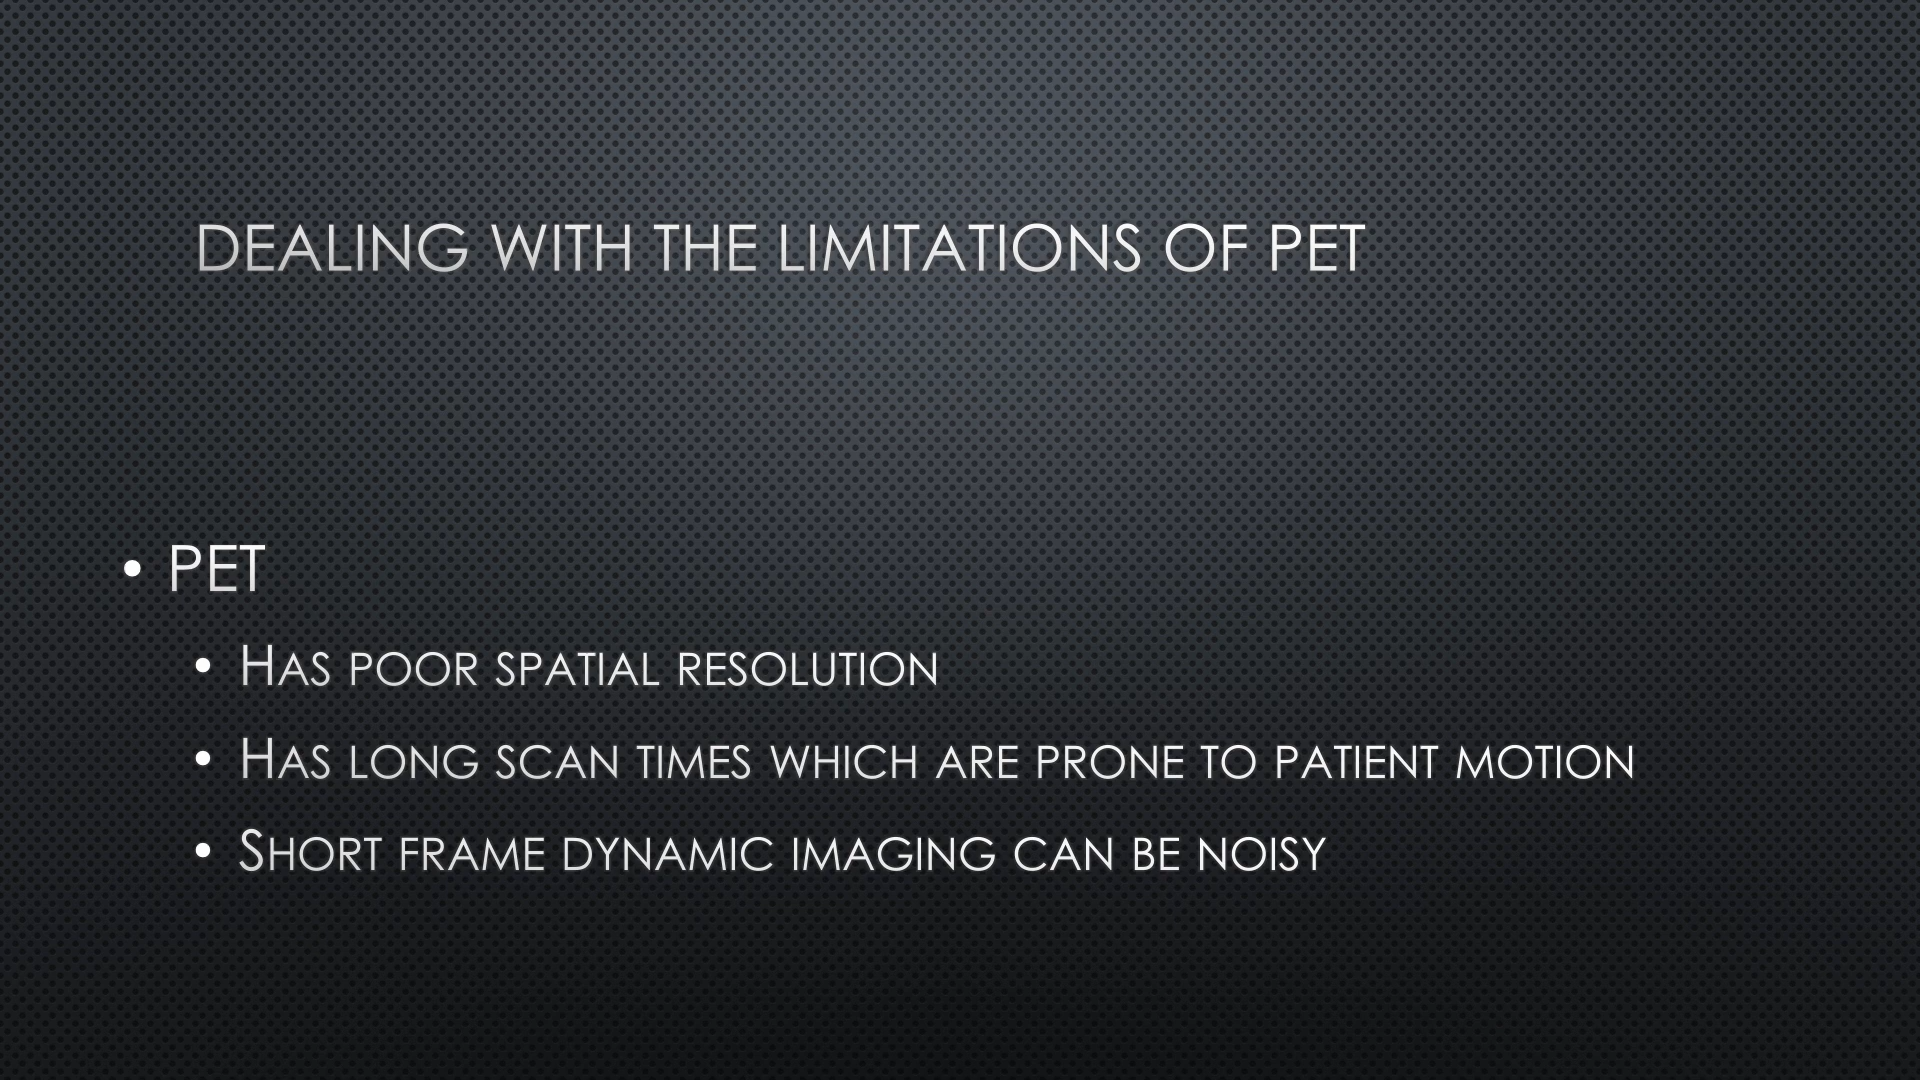 DEALING WITH THE LIMITATIONS OF PET
• PET
• HAS POOR SPATIAL RESOLUTION
• HAS LONG SCAN TIMES WHICH ARE PRONE TO PATIENT MOTION
• SHORT FRAME DYNAMIC IMAGING CAN BE NOISY